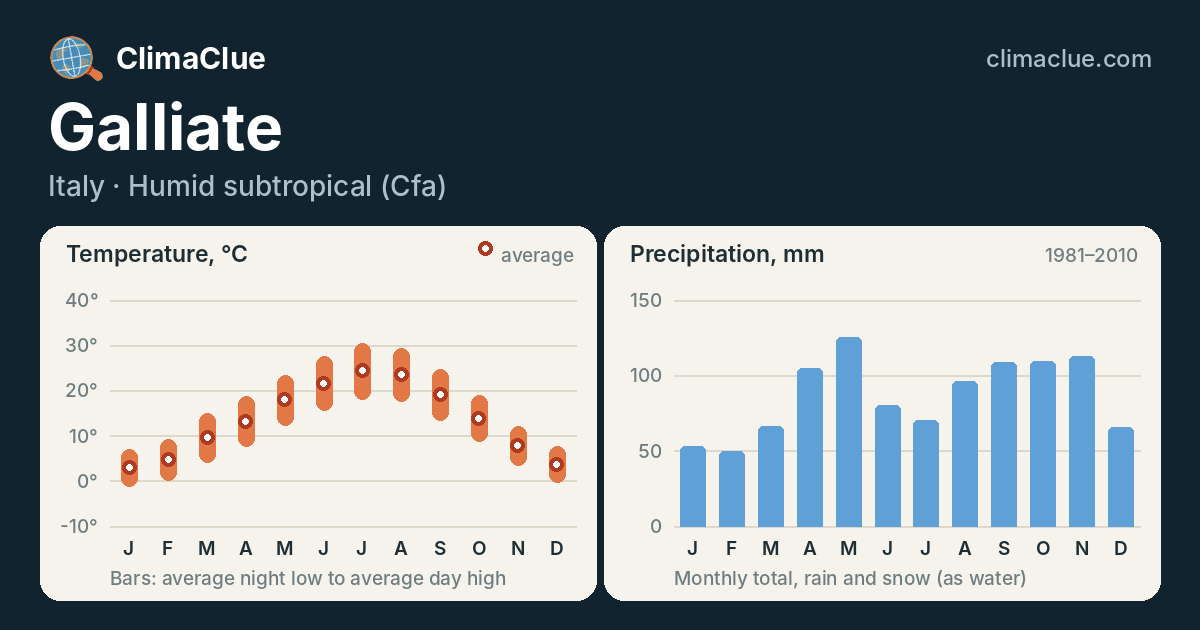 ClimaClue
climaclue.com
Galliate
Italy · Humid subtropical (Cfa)
Temperature, °C
average
40°
30°
20°
10°
0°
-10°
J F M A M J J A S O N D
Bars: average night low to average day high
Precipitation, mm
1981–2010
150
100
50
0
J F M A M J J A S O N D
Monthly total, rain and snow (as water)